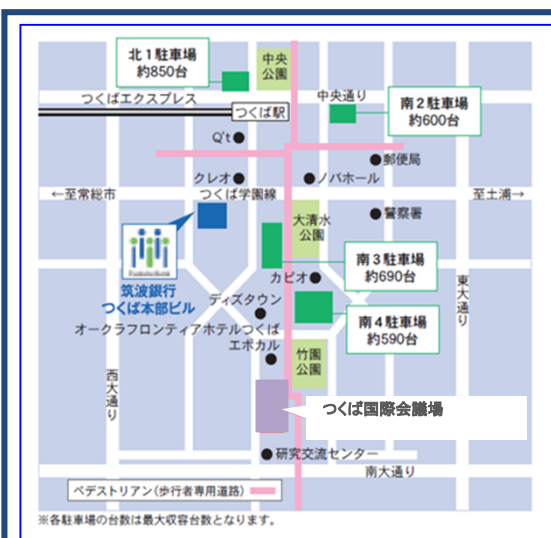 北1駐車場
約850台
中央
公園
つくばエクスプレス
つくば駅
中央通り
南2駐車場
約600台
Q't
郵便局
クレオ
ノバホール
←至常総市
つくば学園線
至土浦→
大清水
公園
警察署
筑波銀行
つくば本部ビル
南3駐車場
約690台
カピオ
デイズタウン
オークラフロンティアホテルつくば
エポカル
南4駐車場
約590台
東大通り
竹園
公園
西大通り
つくば国際会議場
研究交流センター
南大通り
ペデストリアン(歩行者専用道路)
※各駐車場の台数は最大収容台数となります。